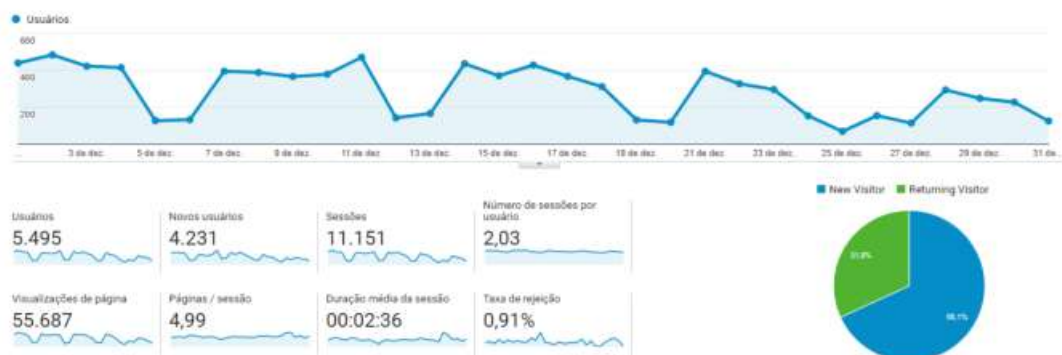 Usuários
600
400
200
...
3 de dez.
5 de dez.
7 de dez.
9 de dez.
11 de dez.
13 de dez.
15 de dez.
17 de dez.
19 de dez.
21 de dez.
23 de dez.
25 de dez.
27 de dez.
29 de dez.
31 de...
New Visitor
Returning Visitor
Usuários
5.495
Novos usuários
4.231
Sessões
11.151
Número de sessões por
usuário
2,03
31,9%
68,1%
Visualizações de página
55.687
Páginas / sessão
4,99
Duração média da sessão
00:02:36
Taxa de rejeição
0,91%